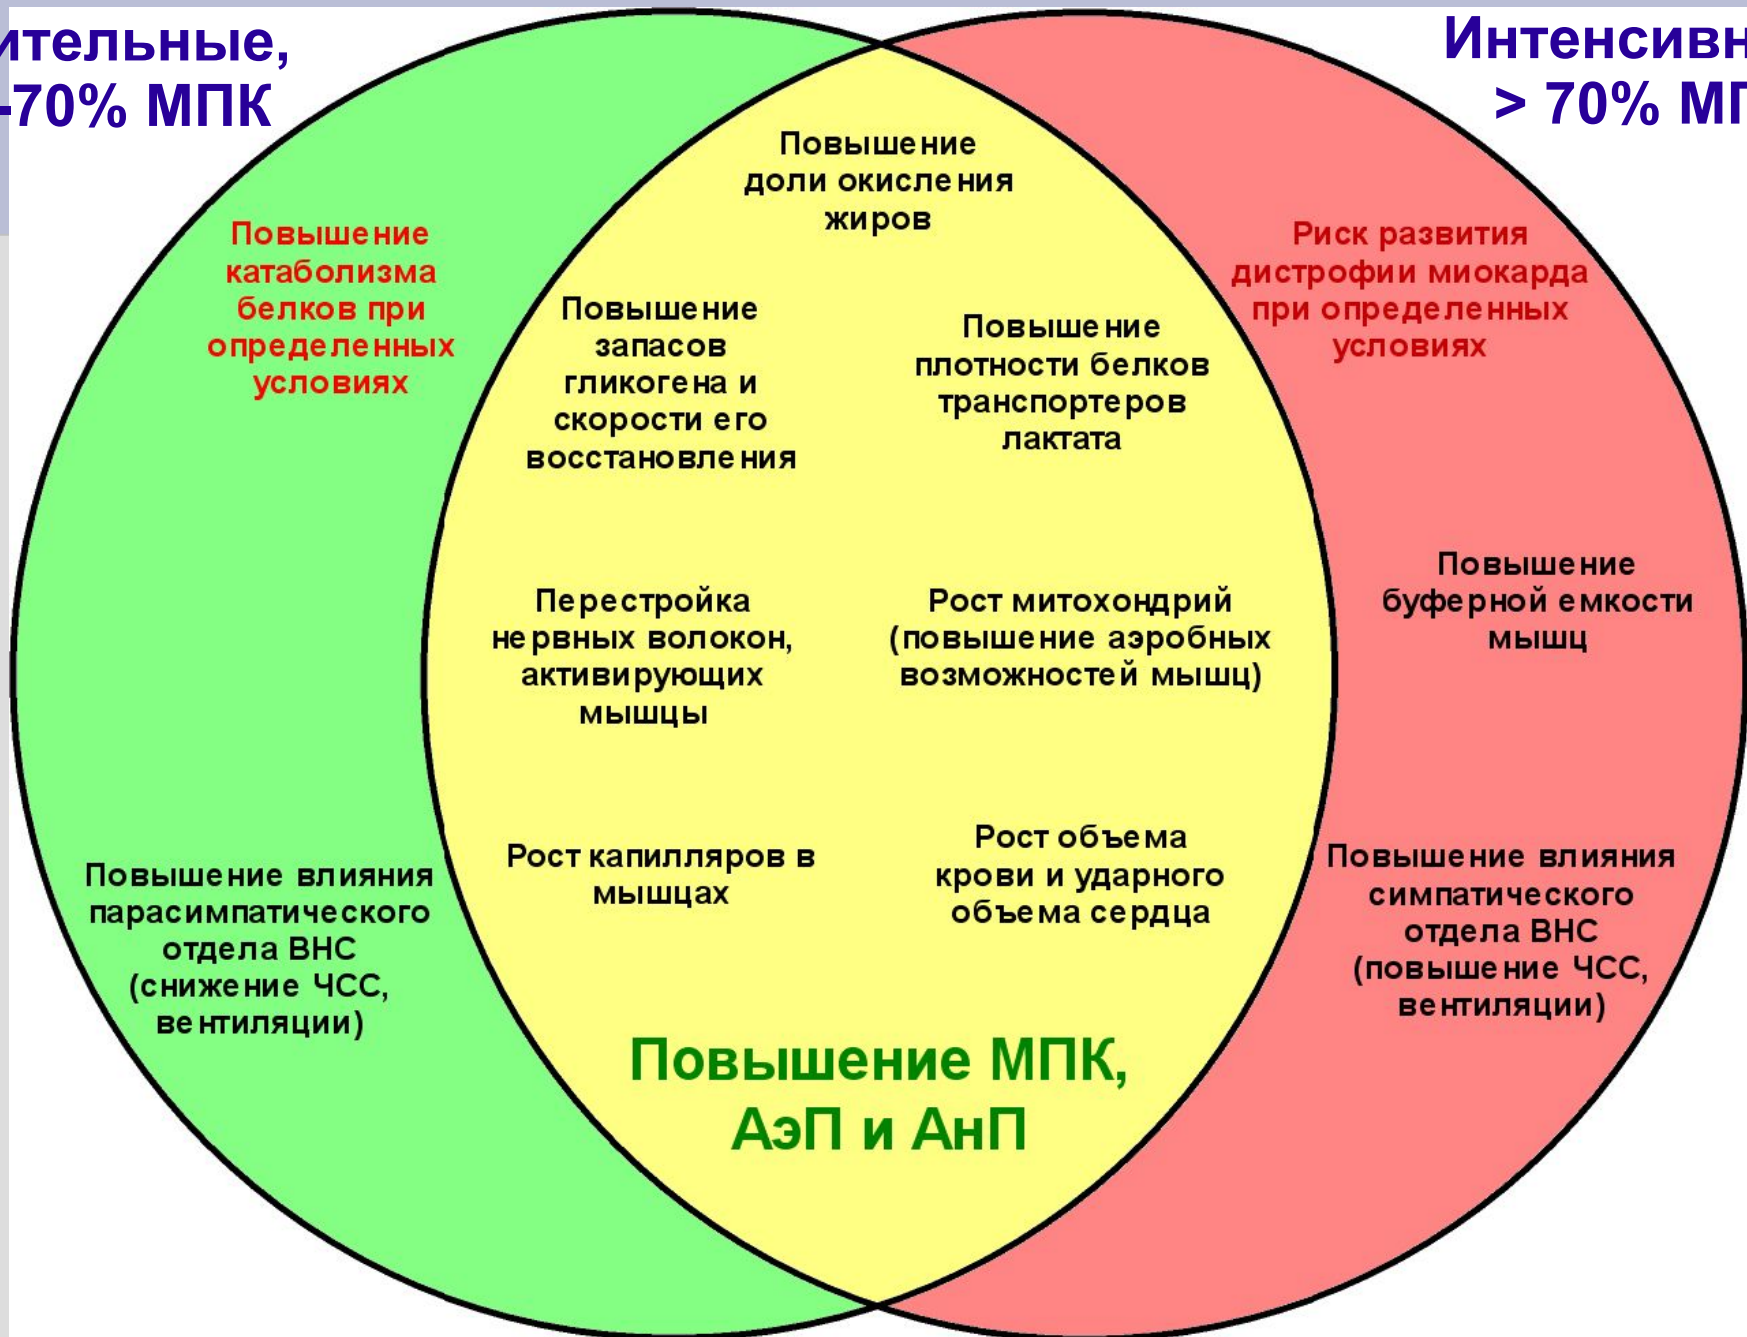 ительные,
-70% МПК
Интенсивн
> 70% МП
Повышение
доли окисления
жиров
Повышение
катаболизма
белков при
определенных
условиях
Повышение
запасов
гликогена и
скорости его
восстановления
Повышение
плотности белков
транспортеров
лактата
Риск развития
дистрофии миокарда
при определенных
условиях
Перестройка
нервных волокон,
активирующих
мышцы
Рост митохондрий
(повышение аэробных
возможностей мышц)
Повышение
буферной емкости
мышц
Повышение влияния
парасимпатического
отдела ВНС
(снижение ЧСС,
вентиляции)
Рост капилляров в
мышцах
Рост объема
крови и ударного
объема сердца
Повышение влияния
симпатического
отдела ВНС
(повышение ЧСС,
вентиляции)
Повышение МПК,
АэП и АнП